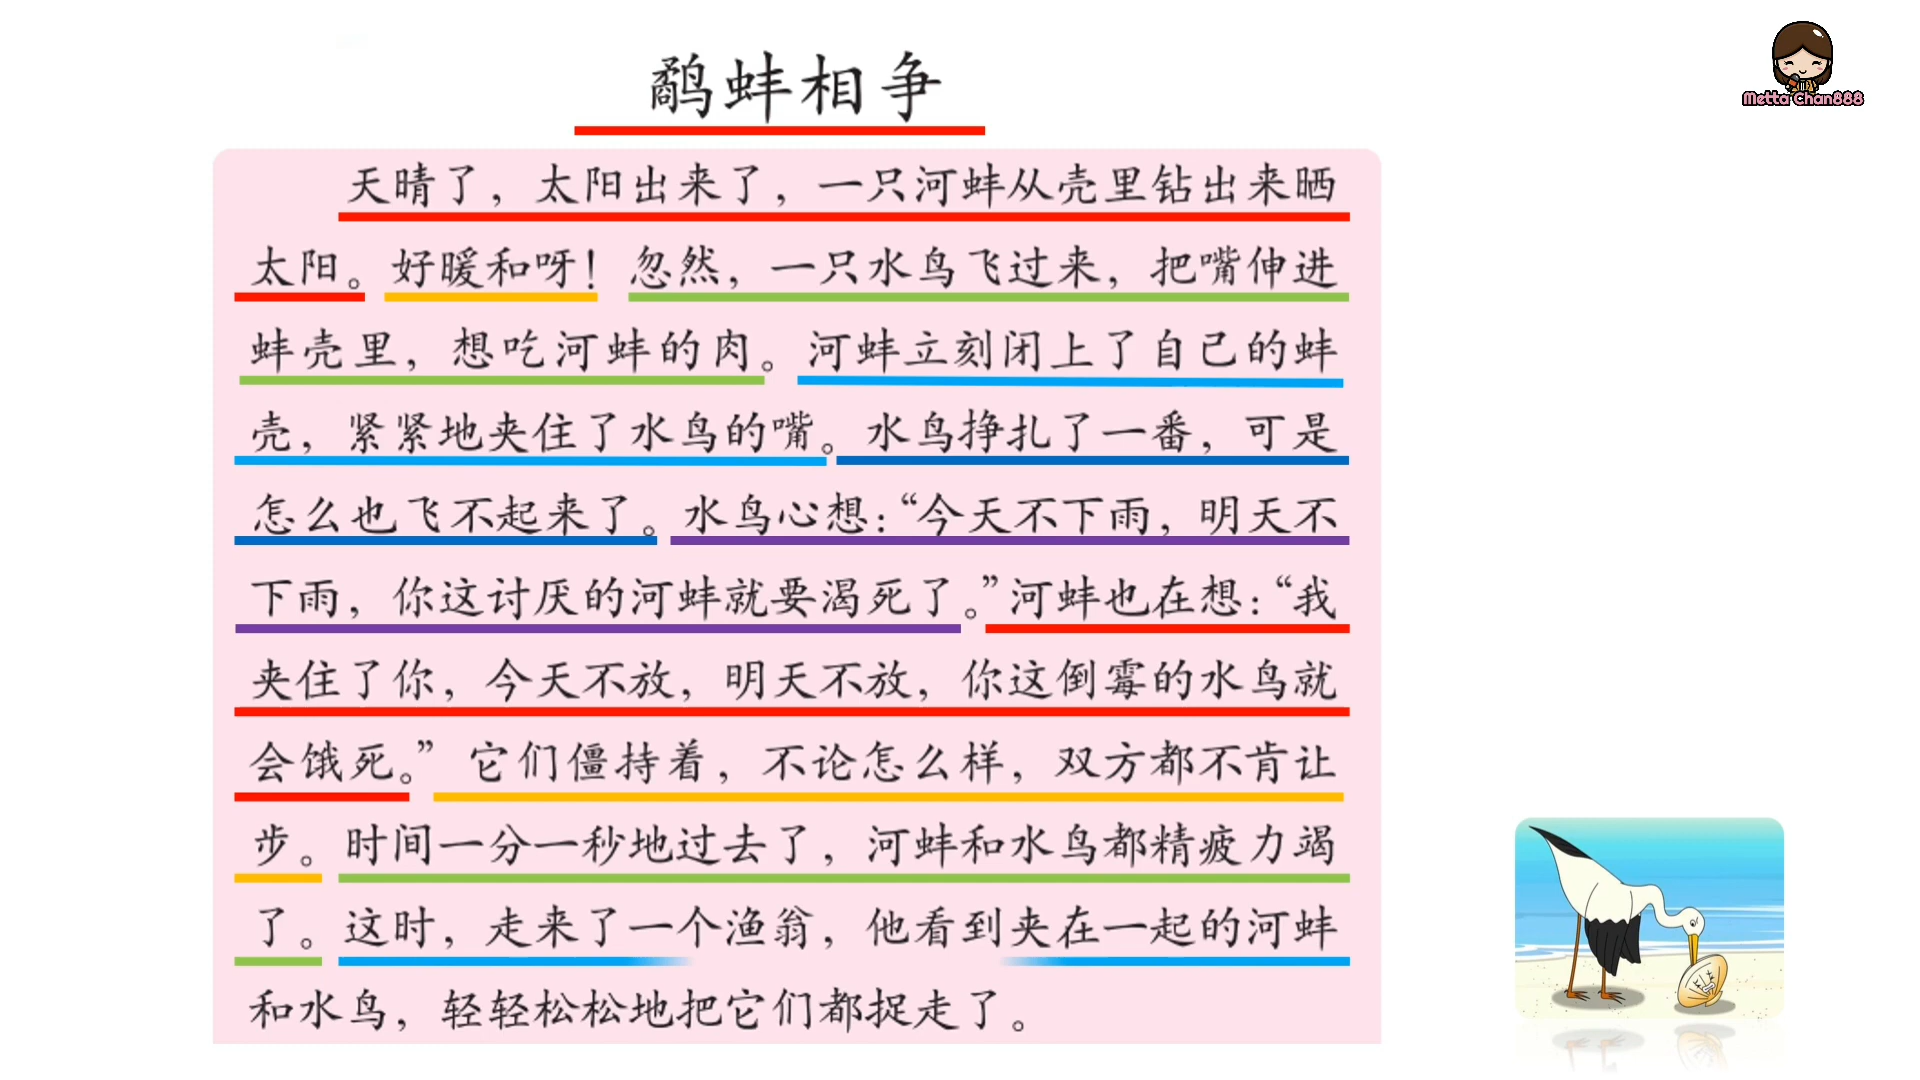 鹬蚌相争
Metta Chan888
天晴了，太阳出来了，一只河蚌从壳里钻出来晒
太阳。好暖和呀！忽然，一只水鸟飞过来，把嘴伸进
蚌壳里，想吃河蚌的肉。河蚌立刻闭上了自己的蚌
壳，紧紧地夹住了水鸟的嘴。水鸟挣扎了一番，可是
怎么也飞不起来了。水鸟心想：“今天不下雨，明天不
下雨，你这讨厌的河蚌就要渴死了。”河蚌也在想：“我
夹住了你，今天不放，明天不放，你这倒霉的水鸟就
会饿死。”它们僵持着，不论怎么样，双方都不肯让
步。时间一分一秒地过去了，河蚌和水鸟都精疲力竭
了。这时，走来了一个渔翁，他看到夹在一起的河蚌
和水鸟，轻轻松松地把它们都捉走了。